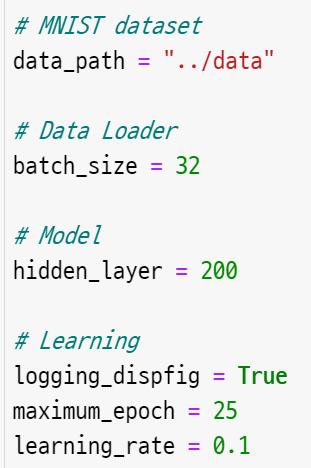 # MNIST dataset
data_path = "../data"
# Data Loader
batch_size = 32
# Model
hidden_layer = 200
# Learning
logging_dispfig = True
maximum_epoch = 25
learning_rate = 0.1